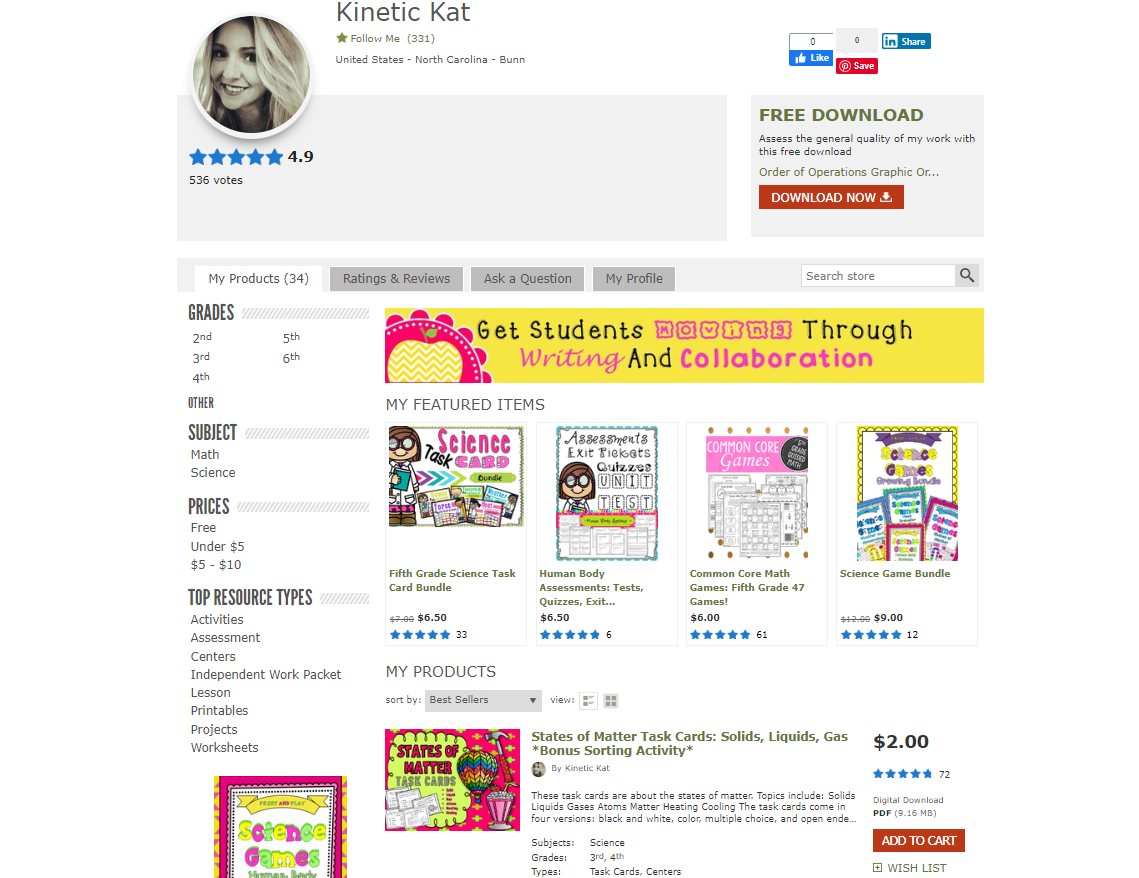 Kinetic Kat
Follow Me (331)
United States - North Carolina - Bunn
0
Like
0
Save
Share
4.9
536 votes
FREE DOWNLOAD
Assess the general quality of my work with
this free download
Order of Operations Graphic Or...
DOWNLOAD NOW
My Products (34)
Ratings & Reviews
Ask a Question
My Profile
Search store
GRADES
2nd
5th
3rd
6th
4th
OTHER
SUBJECT
Math
Science
PRICES
Free
Under $5
$5 - $10
TOP RESOURCE TYPES
Activities
Assessment
Centers
Independent Work Packet
Lesson
Printables
Projects
Worksheets
PRINT AND PLAY
Science
Games
Human Body
Get Students MOVING Through
Writing And Collaboration
MY FEATURED ITEMS
Science
Task CARD
Bundle
Fifth Grade Science Task
Card Bundle
$7.00 $6.50
33
Assessments
Exit Tickets
Quizzes
UNIT
TEST
Human Body
Assessments: Tests,
Quizzes, Exit...
$6.50
6
COMMON CORE
Games
5TH
GRADE
GUIDED
MATH
Common Core Math
Games: Fifth Grade 47
Games!
$6.00
61
Science
Games
Growing Bundle
Science Game Bundle
$12.00 $9.00
12
MY PRODUCTS
sort by: Best Sellers
view:
STATES OF
MATTER
TASK CARDS
States of Matter Task Cards: Solids, Liquids, Gas
*Bonus Sorting Activity*
By Kinetic Kat
These task cards are about the states of matter. Topics include: Solids
Liquids Gases Atoms Matter Heating Cooling The task cards come in
four versions: black and white, color, multiple choice, and open ende...
Subjects: Science
Grades: 3rd, 4th
Types: Task Cards, Centers
$2.00
72
Digital Download
PDF (9.16 MB)
ADD TO CART
WISH LIST